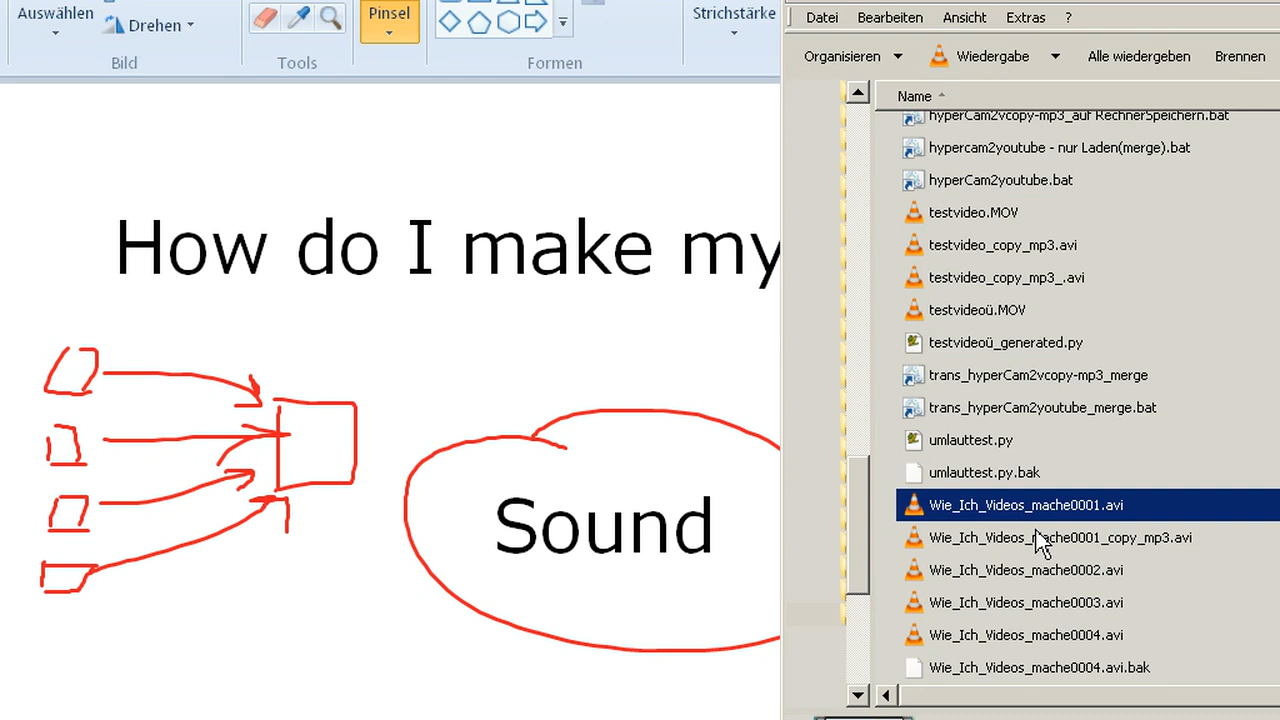 Auswählen
Drehen
Pinsel
Strichstärke
Bild
Tools
Formen
How do I make my
Sound
Datei Bearbeiten Ansicht Extras ?
Organisieren Wiedergabe Alle wiedergeben Brennen
Name
hyperCam2vcopy-mp3_auf RechnerSpeichern.bat
hypercam2youtube - nur Laden(merge).bat
hyperCam2youtube.bat
testvideo.MOV
testvideo_copy_mp3.avi
testvideo_copy_mp3_.avi
testvideoü.MOV
testvideoü_generated.py
trans_hyperCam2vcopy-mp3_merge
trans_hyperCam2youtube_merge.bat
umlauttest.py
umlauttest.py.bak
Wie_Ich_Videos_mache0001.avi
Wie_Ich_Videos_mache0001_copy_mp3.avi
Wie_Ich_Videos_mache0002.avi
Wie_Ich_Videos_mache0003.avi
Wie_Ich_Videos_mache0004.avi
Wie_Ich_Videos_mache0004.avi.bak